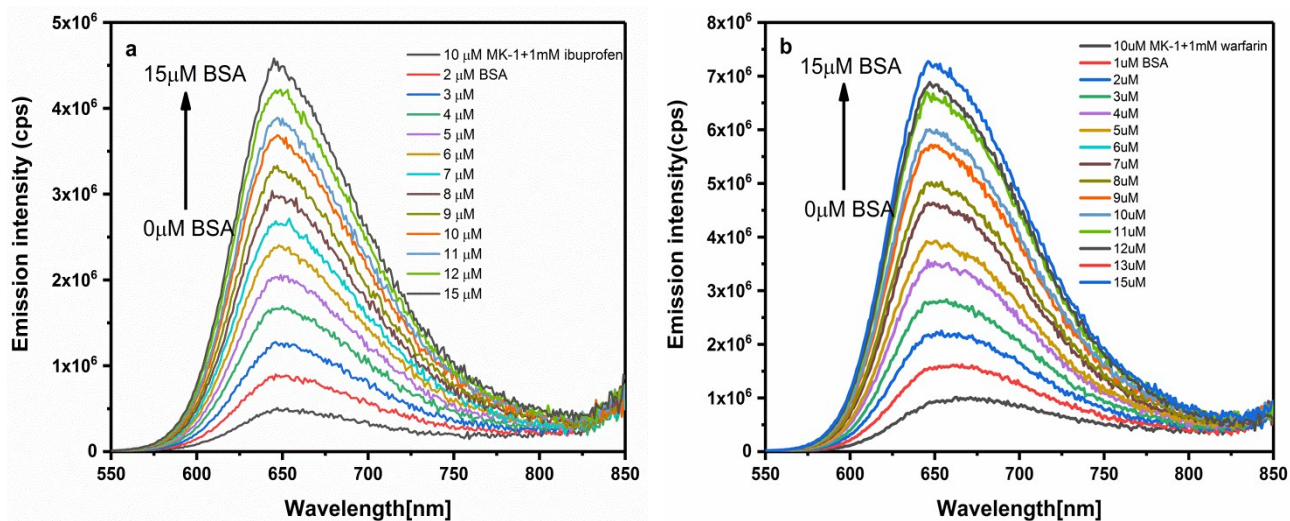 a
15μM BSA
0μM BSA
10 μM MK-1+1mM ibuprofen
2 μM BSA
3 μM
4 μM
5 μM
6 μM
7 μM
8 μM
9 μM
10 μM
11 μM
12 μM
15 μM
Emission intensity (cps)
5x10⁶
4x10⁶
3x10⁶
2x10⁶
1x10⁶
0
550 600 650 700 750 800 850
Wavelength[nm]
b
15μM BSA
0μM BSA
10uM MK-1+1mM warfarin
1uM BSA
2uM
3uM
4uM
5uM
6uM
7uM
8uM
9uM
10uM
11uM
12uM
13uM
15uM
Emission intensity(cps)
8x10⁶
7x10⁶
6x10⁶
5x10⁶
4x10⁶
3x10⁶
2x10⁶
1x10⁶
0
550 600 650 700 750 800 850
Wavelength[nm]